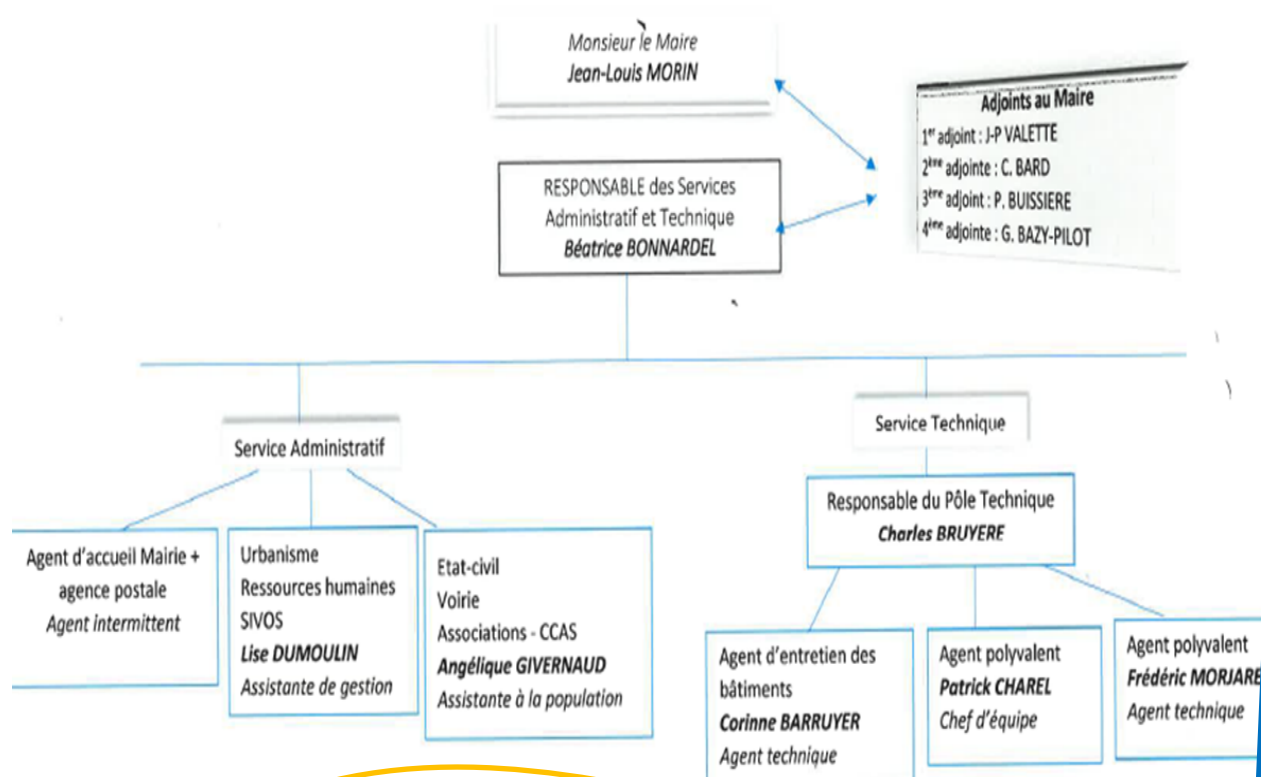 Monsieur le Maire
Jean-Louis MORIN
Adjoints au Maire
1er adjoint : J-P VALETTE
2ème adjointe : C. BARD
3ème adjoint : P. BUISSIERE
4ème adjointe : G. BAZY-PILOT
RESPONSABLE des Services
Administratif et Technique
Béatrice BONNARDEL
Service Administratif
Service Technique
Responsable du Pôle Technique
Charles BRUYERE
Agent d'accueil Mairie +
agence postale
Agent intermittent
Urbanisme
Ressources humaines
SIVOS
Lise DUMOULIN
Assistante de gestion
Etat-civil
Voirie
Associations - CCAS
Angélique GIVERNAUD
Assistante à la population
Agent d'entretien des
bâtiments
Corinne BARRUYER
Agent technique
Agent polyvalent
Patrick CHAREL
Chef d'équipe
Agent polyvalent
Frédéric MORJARE
Agent technique